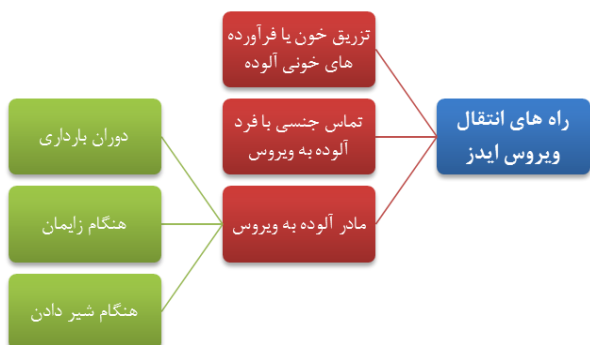 راه های انتقال
ویروس ایدز
تزریق خون یا فرآورده
های خونی آلوده
تماس جنسی با فرد
آلوده به ویروس
مادر آلوده به ویروس
دوران بارداری
هنگام زایمان
هنگام شیر دادن